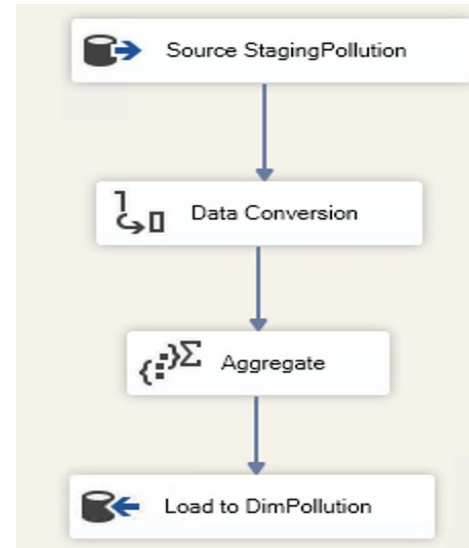 Source StagingPollution
Data Conversion
Aggregate
Load to DimPollution